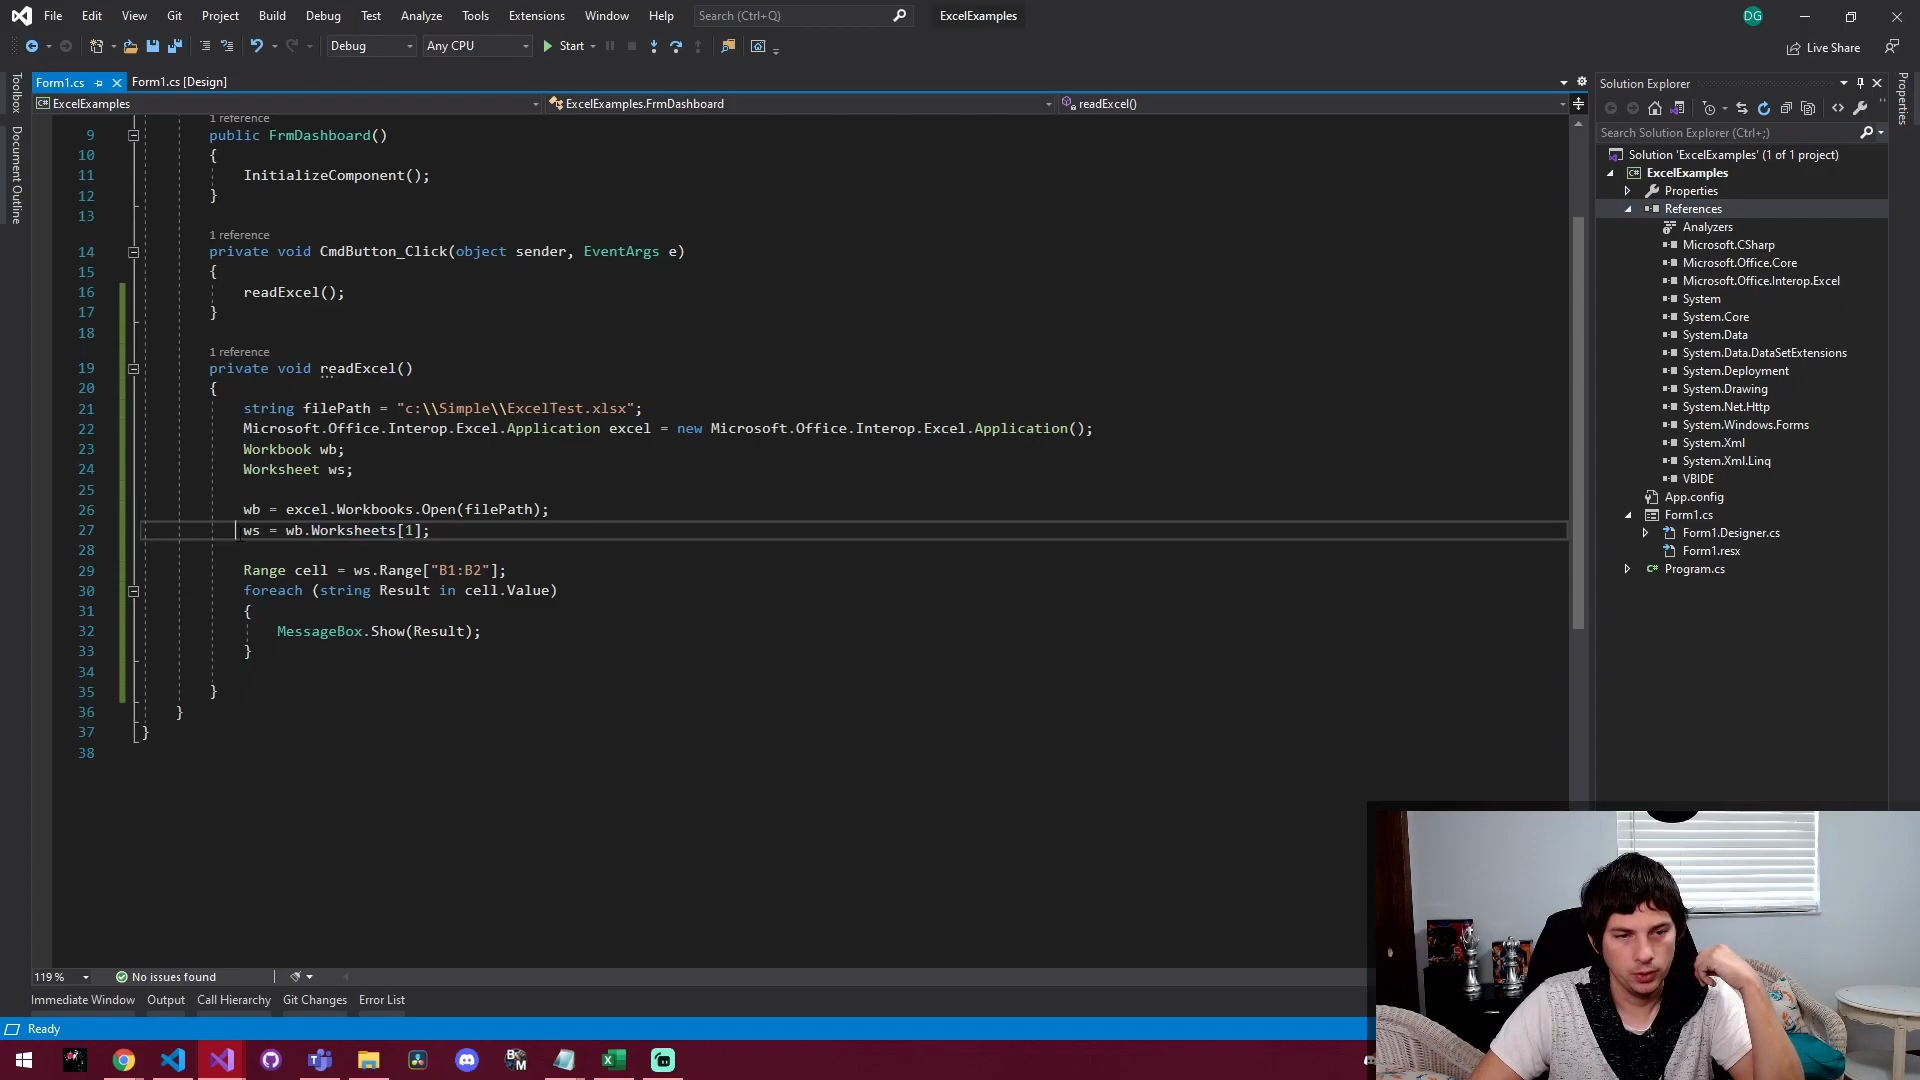 File Edit View Git Project Build Debug Test Analyze Tools Extensions Window Help Search (Ctrl+Q) ExcelExamples DG
Debug Any CPU Start Live Share
Toolbox
Document Outline
Form1.cs Form1.cs [Design]
ExcelExamples ExcelExamples.FrmDashboard readExcel()
1 reference
9 public FrmDashboard()
10 {
11 InitializeComponent();
12 }
13
1 reference
14 private void CmdButton_Click(object sender, EventArgs e)
15 {
16 readExcel();
17 }
18
1 reference
19 private void readExcel()
20 {
21 string filePath = "c:\\Simple\\ExcelTest.xlsx";
22 Microsoft.Office.Interop.Excel.Application excel = new Microsoft.Office.Interop.Excel.Application();
23 Workbook wb;
24 Worksheet ws;
25
26 wb = excel.Workbooks.Open(filePath);
27 ws = wb.Worksheets[1];
28
29 Range cell = ws.Range["B1:B2"];
30 foreach (string Result in cell.Value)
31 {
32 MessageBox.Show(Result);
33 }
34
35 }
36 }
37 }
38
119 % No issues found
Immediate Window Output Call Hierarchy Git Changes Error List
Ready
Solution Explorer
Search Solution Explorer (Ctrl+;)
Solution 'ExcelExamples' (1 of 1 project)
ExcelExamples
Properties
References
Analyzers
Microsoft.CSharp
Microsoft.Office.Core
Microsoft.Office.Interop.Excel
System
System.Core
System.Data
System.Data.DataSetExtensions
System.Deployment
System.Drawing
System.Net.Http
System.Windows.Forms
System.Xml
System.Xml.Linq
VBIDE
App.config
Form1.cs
Form1.Designer.cs
Form1.resx
Program.cs
Properties